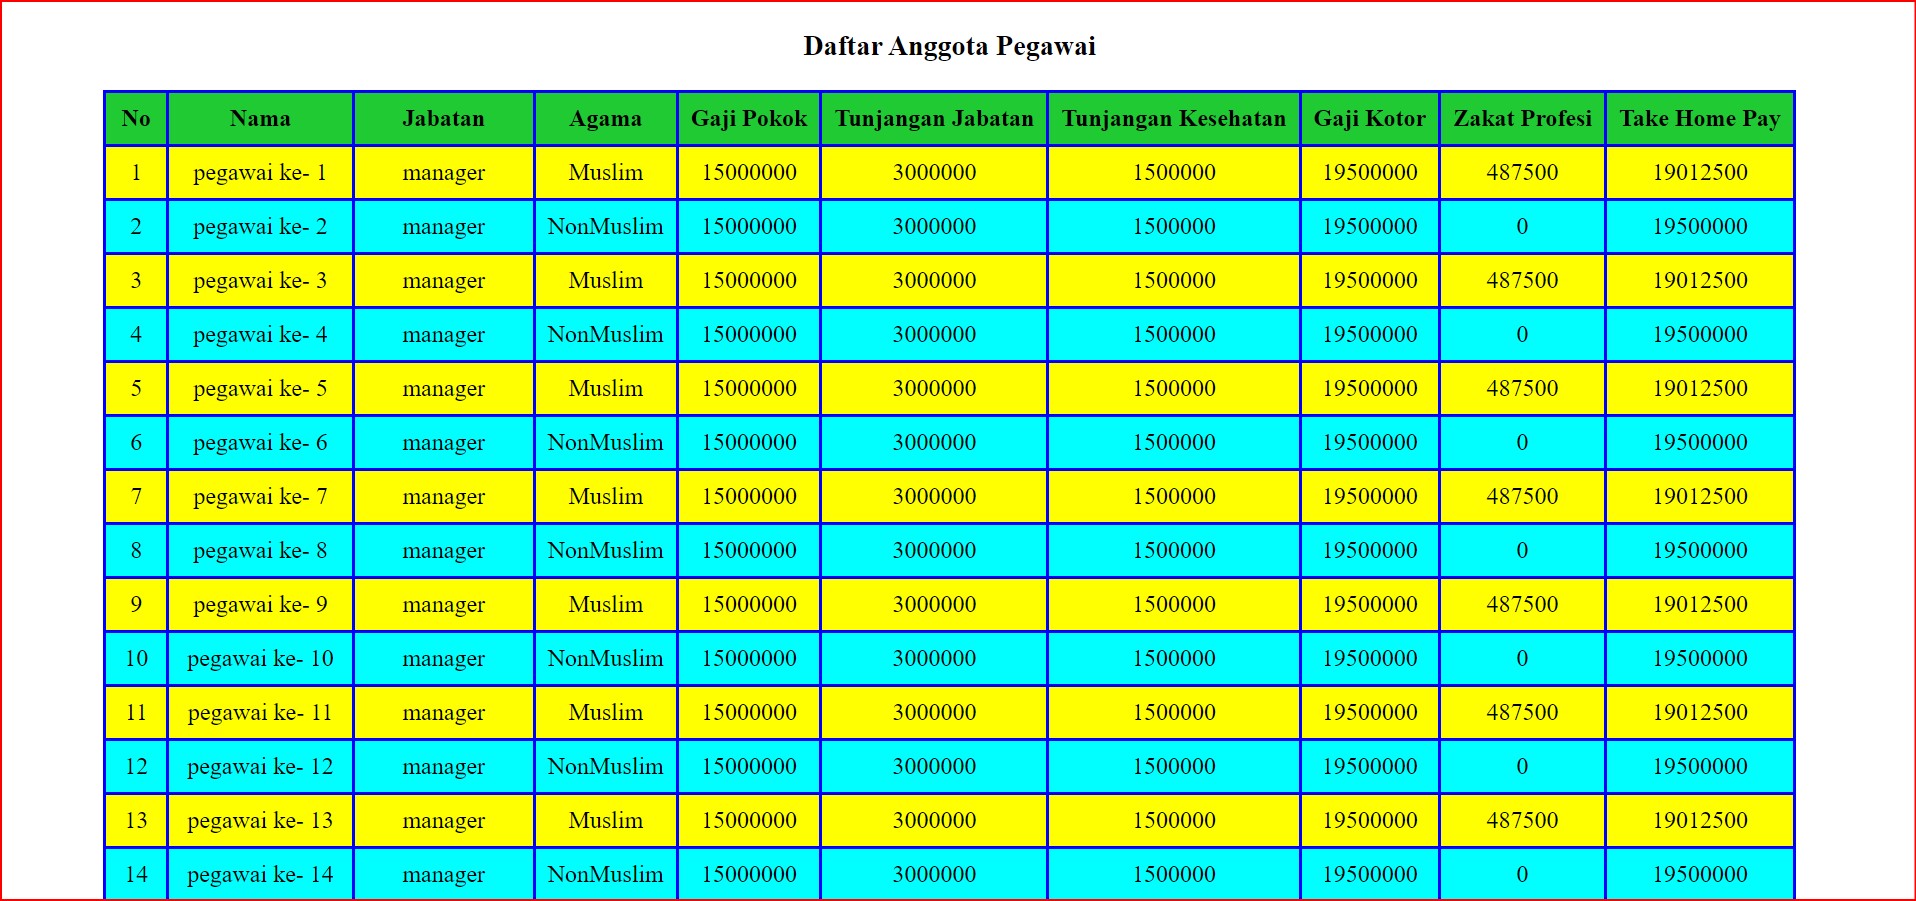 Daftar Anggota Pegawai
No Nama Jabatan Agama Gaji Pokok Tunjangan Jabatan Tunjangan Kesehatan Gaji Kotor Zakat Profesi Take Home Pay
1 pegawai ke- 1 manager Muslim 15000000 3000000 1500000 19500000 487500 19012500
2 pegawai ke- 2 manager NonMuslim 15000000 3000000 1500000 19500000 0 19500000
3 pegawai ke- 3 manager Muslim 15000000 3000000 1500000 19500000 487500 19012500
4 pegawai ke- 4 manager NonMuslim 15000000 3000000 1500000 19500000 0 19500000
5 pegawai ke- 5 manager Muslim 15000000 3000000 1500000 19500000 487500 19012500
6 pegawai ke- 6 manager NonMuslim 15000000 3000000 1500000 19500000 0 19500000
7 pegawai ke- 7 manager Muslim 15000000 3000000 1500000 19500000 487500 19012500
8 pegawai ke- 8 manager NonMuslim 15000000 3000000 1500000 19500000 0 19500000
9 pegawai ke- 9 manager Muslim 15000000 3000000 1500000 19500000 487500 19012500
10 pegawai ke- 10 manager NonMuslim 15000000 3000000 1500000 19500000 0 19500000
11 pegawai ke- 11 manager Muslim 15000000 3000000 1500000 19500000 487500 19012500
12 pegawai ke- 12 manager NonMuslim 15000000 3000000 1500000 19500000 0 19500000
13 pegawai ke- 13 manager Muslim 15000000 3000000 1500000 19500000 487500 19012500
14 pegawai ke- 14 manager NonMuslim 15000000 3000000 1500000 19500000 0 19500000